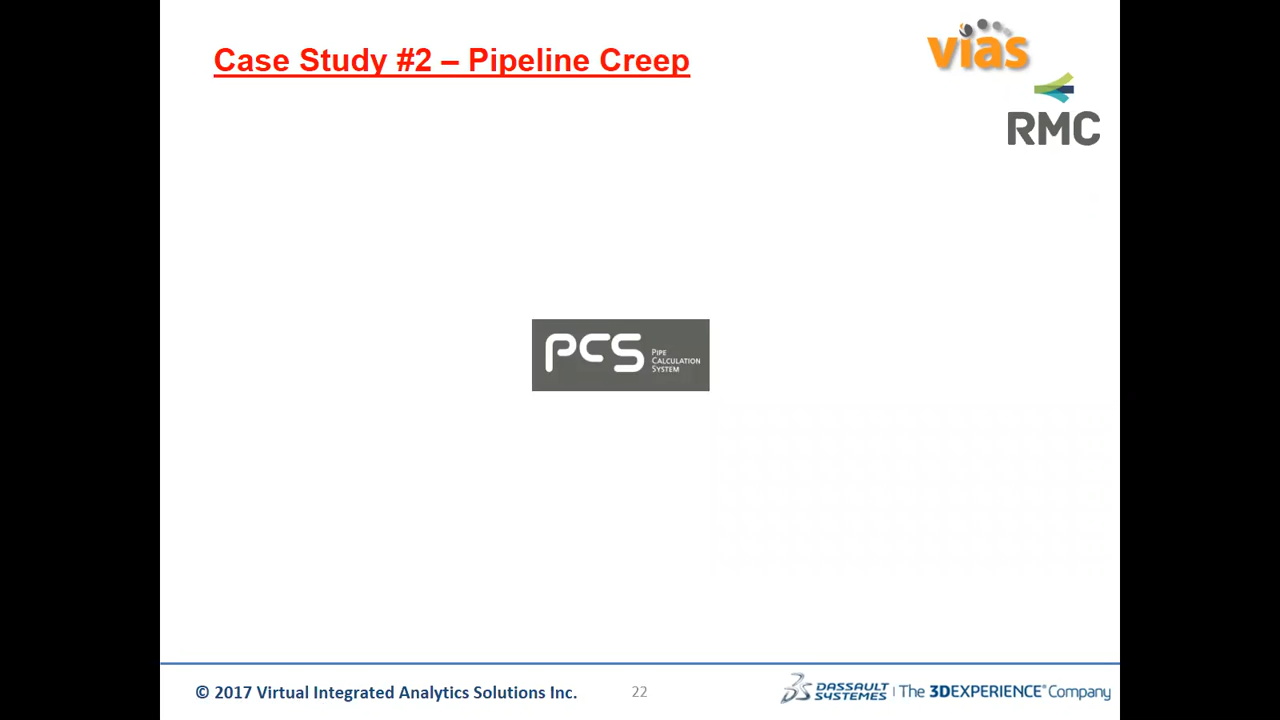 Case Study #2 – Pipeline Creep
vias
RMC
PCS
PIPE
CALCULATION
SYSTEM
© 2017 Virtual Integrated Analytics Solutions Inc.
22
DASSAULT
SYSTEMES | The 3DEXPERIENCE® Company